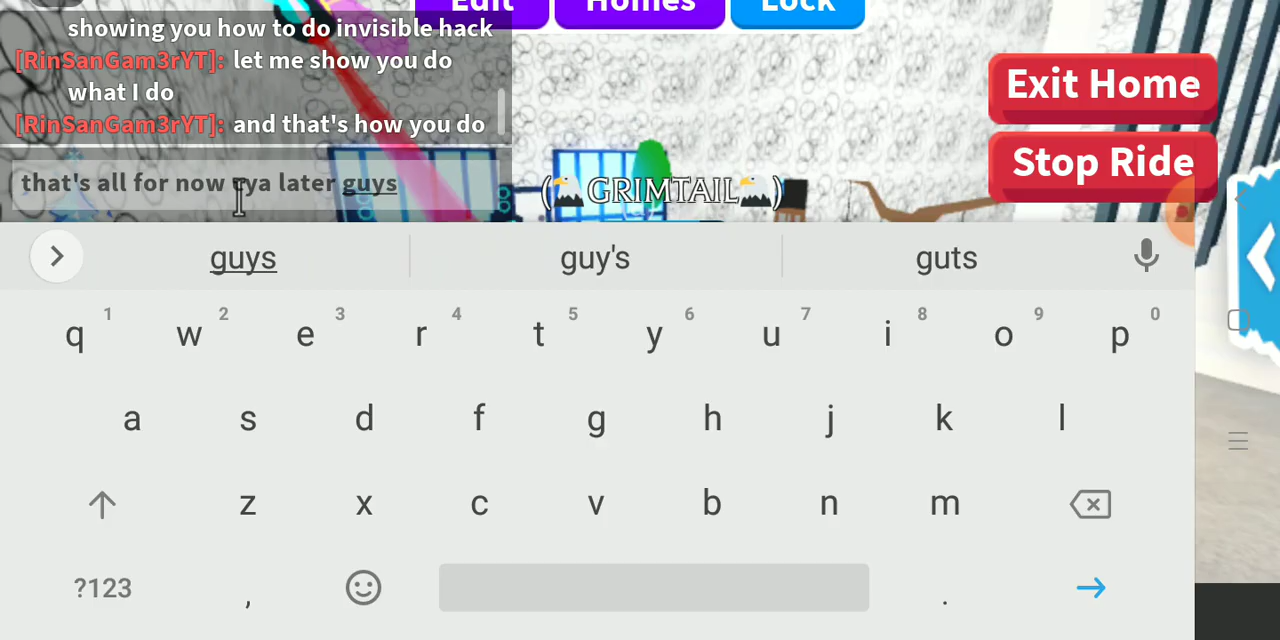 Edit Homes Lock
showing you how to do invisible hack
[RinSanGam3rYT]: let me show you do
what I do
[RinSanGam3rYT]: and that's how you do
that's all for now later guys
Exit Home
Stop Ride
(🏔GRIMTAIL🏔)
guys guy's guts
q 1 w 2 e 3 r 4 t 5 y 6 u 7 i 8 o 9 p 0
a s d f g h j k l
z x c v b n m
?123 , .